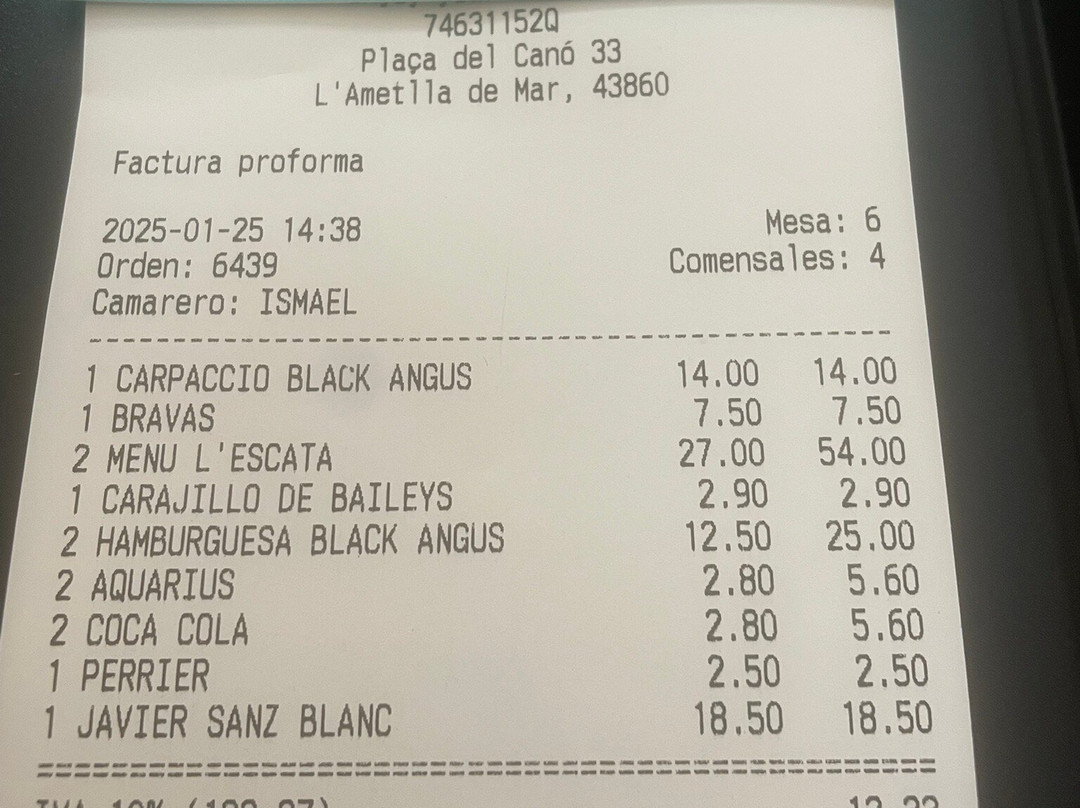 74631152Q
Plaça del Canó 33
L'Ametlla de Mar, 43860
Factura proforma
2025-01-25 14:38 Mesa: 6
Orden: 6439 Comensales: 4
Camarero: ISMAEL
1 CARPACCIO BLACK ANGUS 14.00 14.00
1 BRAVAS 7.50 7.50
2 MENU L'ESCATA 27.00 54.00
1 CARAJILLO DE BAILEYS 2.90 2.90
2 HAMBURGUESA BLACK ANGUS 12.50 25.00
2 AQUARIUS 2.80 5.60
2 COCA COLA 2.80 5.60
1 PERRIER 2.50 2.50
1 JAVIER SANZ BLANC 18.50 18.50
IVA 10%